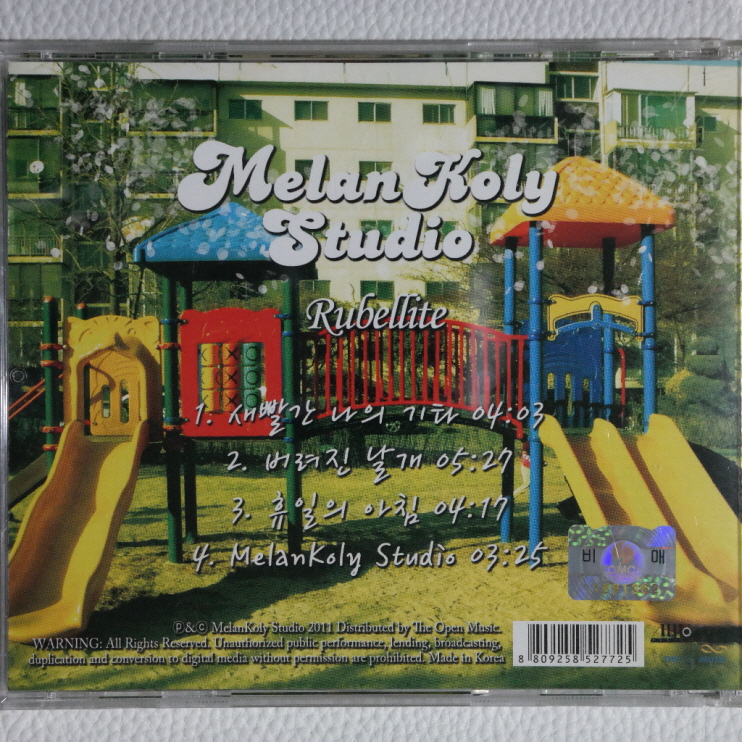 MelanKoly
Studio
Rubellite
1. 새빨간 나의 기타 04:03
2. 버려진 날개 05:27
3. 휴일의 아침 04:17
4. MelanKoly Studio 03:25
비 매
℗&© MelanKoly Studio 2011 Distributed by The Open Music.
WARNING: All Rights Reserved. Unauthorized public performance, lending, broadcasting,
duplication and conversion to digital media without permission are prohibited. Made in Korea
8 809258 527725